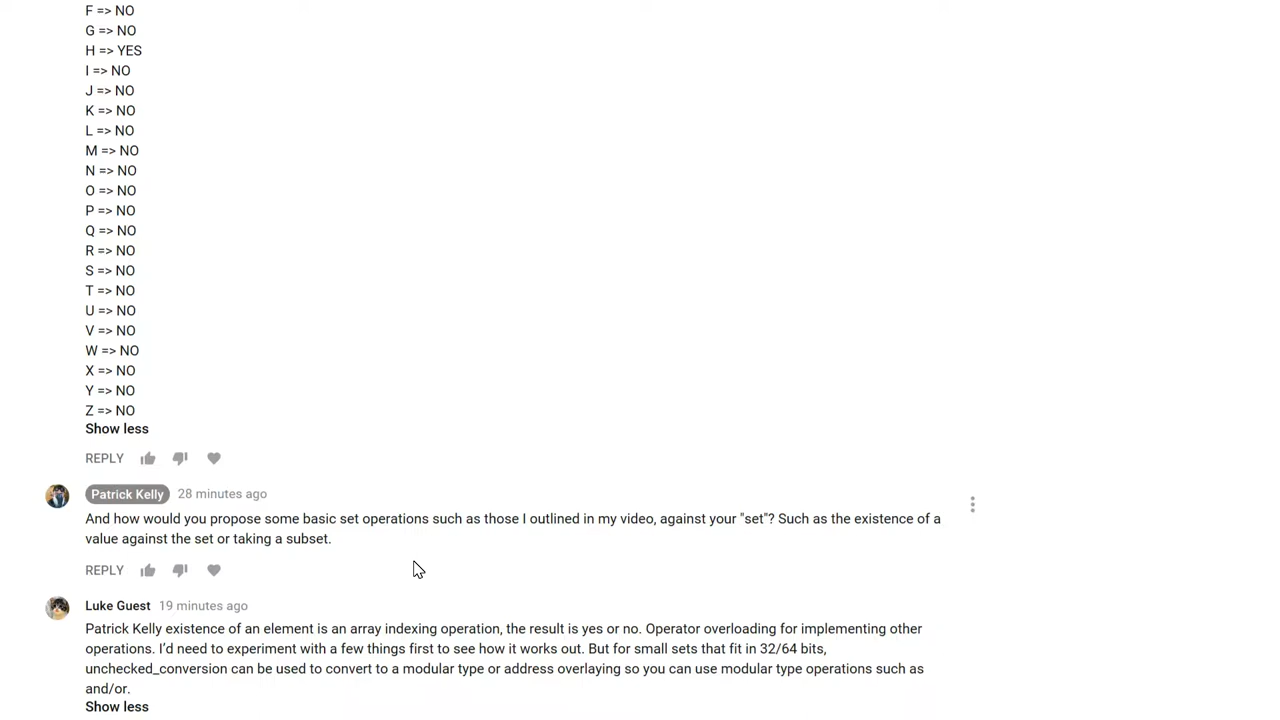 F => NO
G => NO
H => YES
I => NO
J => NO
K => NO
L => NO
M => NO
N => NO
O => NO
P => NO
Q => NO
R => NO
S => NO
T => NO
U => NO
V => NO
W => NO
X => NO
Y => NO
Z => NO
Show less
REPLY
Patrick Kelly 28 minutes ago
And how would you propose some basic set operations such as those I outlined in my video, against your "set"? Such as the existence of a
value against the set or taking a subset.
REPLY
Luke Guest 19 minutes ago
Patrick Kelly existence of an element is an array indexing operation, the result is yes or no. Operator overloading for implementing other
operations. I'd need to experiment with a few things first to see how it works out. But for small sets that fit in 32/64 bits,
unchecked_conversion can be used to convert to a modular type or address overlaying so you can use modular type operations such as
and/or.
Show less